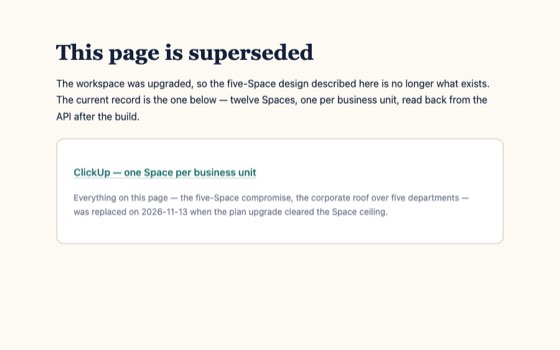 This page is superseded
The workspace was upgraded, so the five-Space design described here is no longer what exists.
The current record is the one below — twelve Spaces, one per business unit, read back from the
API after the build.
ClickUp — one Space per business unit
Everything on this page — the five-Space compromise, the corporate roof over five departments —
was replaced on 2026-11-13 when the plan upgrade cleared the Space ceiling.